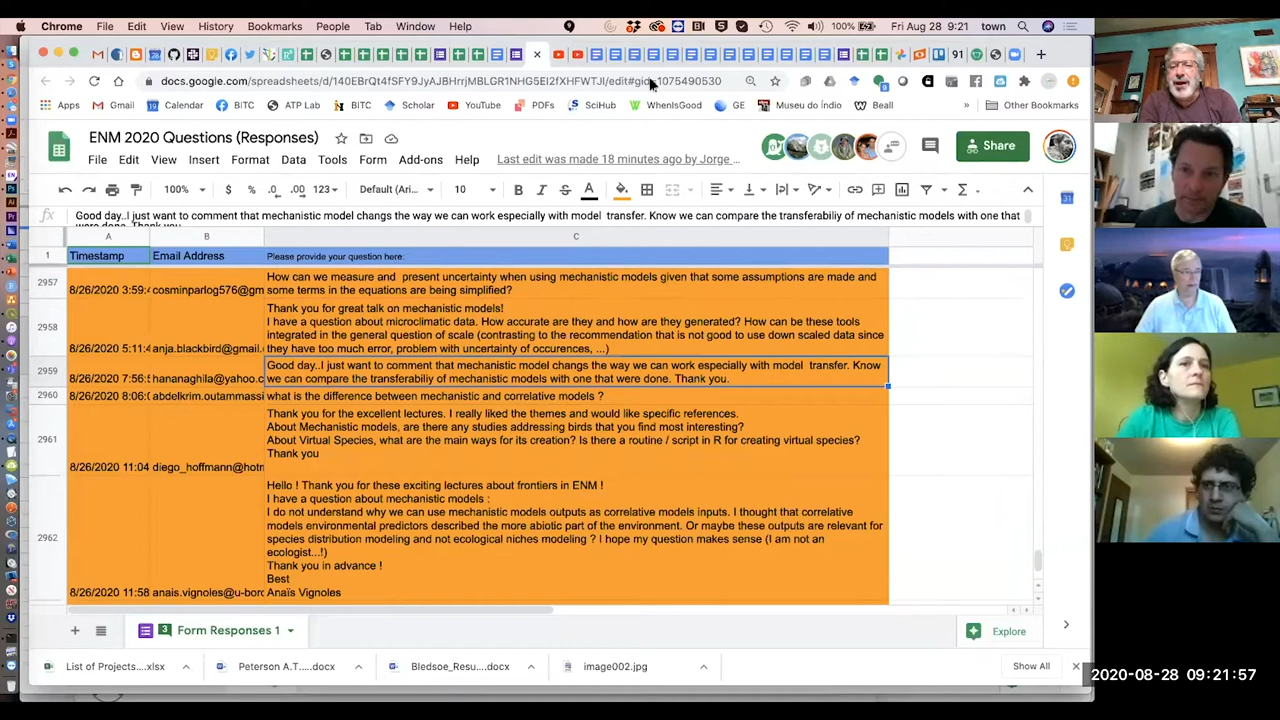 Chrome File Edit View History Bookmarks People Tab Window Help 100% Fri Aug 28 9:21 town
91
docs.google.com/spreadsheets/d/140EBrQt4fSFY9JyAJBHrrjMBLGR1NHG5EI2fXHFWTJI/edit#gid=1075490530
Apps Gmail Calendar BITC ATP Lab BITC Scholar YouTube PDFs SciHub WhenIsGood GE Museu do Índio Beall » Other Bookmarks
ENM 2020 Questions (Responses)
Share
File Edit View Insert Format Data Tools Form Add-ons Help Last edit was made 18 minutes ago by Jorge ...
100% $ % .0 .00 123 Default (Ari... 10 B I S A
fx Good day..I just want to comment that mechanistic model changes the way we can work especially with model transfer. Know we can compare the transferabiliy of mechanistic models with one that
were done. Thank you.
A B C
1 Timestamp Email Address Please provide your question here:
2957 8/26/2020 3:59:4 cosminparlog576@gm
How can we measure and present uncertainty when using mechanistic models given that some assumptions are made and
some terms in the equations are being simplified?
2958 8/26/2020 5:11:4 anja.blackbird@gmail.
Thank you for great talk on mechanistic models!
I have a question about microclimatic data. How accurate are they and how are they generated? How can be these tools
integrated in the general question of scale (contrasting to the recommendation that is not good to use down scaled data since
they have too much error, problem with uncertainty of occurences, ...)
2959 8/26/2020 7:56:5 hananaghila@yahoo.c
Good day..I just want to comment that mechanistic model changes the way we can work especially with model transfer. Know
we can compare the transferabiliy of mechanistic models with one that were done. Thank you.
2960 8/26/2020 8:06:0 abdelkrim.outammassi what is the difference between mechanistic and correlative models ?
2961 8/26/2020 11:04 diego_hoffmann@hotm
Thank you for the excellent lectures. I really liked the themes and would like specific references.
About Mechanistic models, are there any studies addressing birds that you find most interesting?
About Virtual Species, what are the main ways for its creation? Is there a routine / script in R for creating virtual species?
Thank you
2962 8/26/2020 11:58 anais.vignoles@u-bord
Hello ! Thank you for these exciting lectures about frontiers in ENM !
I have a question about mechanistic models :
I do not understand why we can use mechanistic models outputs as correlative models inputs. I thought that correlative
models environmental predictors described the more abiotic part of the environment. Or maybe these outputs are relevant for
species distribution modeling and not ecological niches modeling ? I hope my question makes sense (I am not an
ecologist...!)
Thank you in advance !
Best
Anaïs Vignoles
3 Form Responses 1 Explore
List of Projects....xlsx Peterson A.T.....docx Bledsoe_Resu....docx image002.jpg Show All
2020-08-28 09:21:57